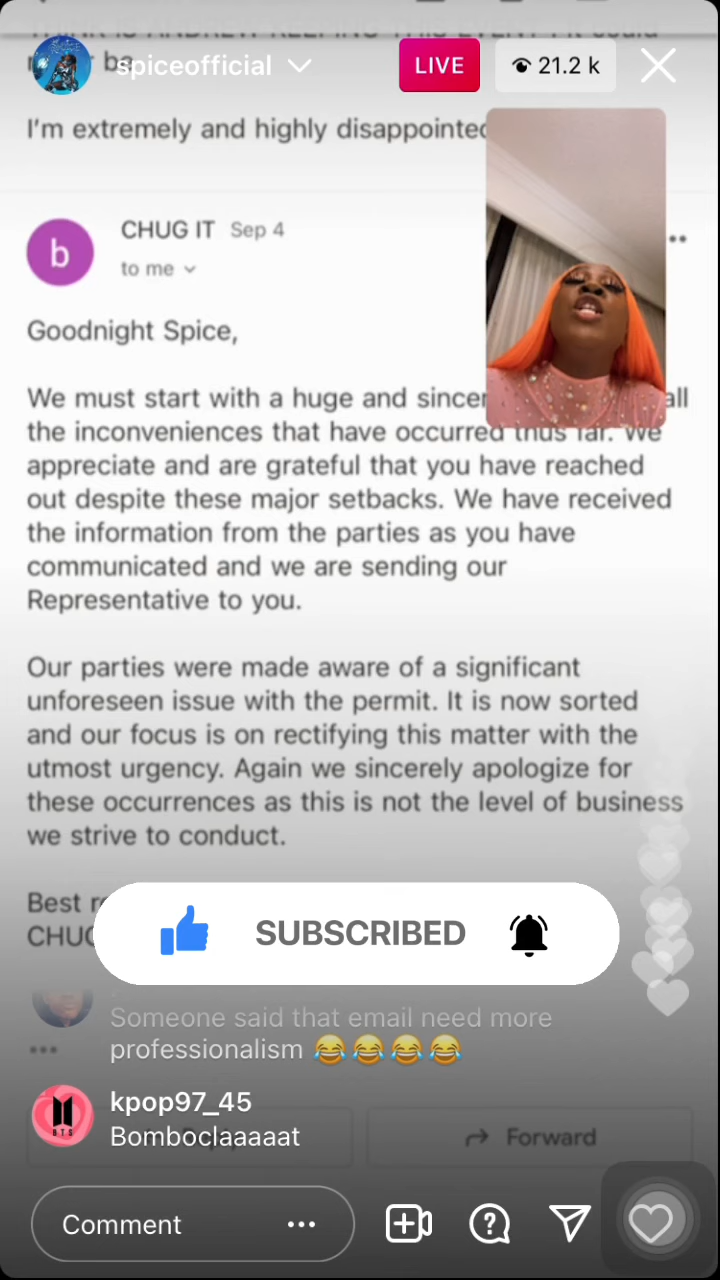 spiceofficial
LIVE
21.2 k
I'm extremely and highly disappointed
CHUG IT Sep 4
b
to me
Goodnight Spice,
We must start with a huge and all
the inconveniences that have occurred thus far. We
appreciate and are grateful that you have reached
out despite these major setbacks. We have received
the information from the parties as you have
communicated and we are sending our
Representative to you.
Our parties were made aware of a significant
unforeseen issue with the permit. It is now sorted
and our focus is on rectifying this matter with the
utmost urgency. Again we sincerely apologize for
these occurrences as this is not the level of business
we strive to conduct.
Best
SUBSCRIBED
Someone said that email need more
professionalism 😂😂😂😂
kpop97_45
BTS
Bomboclaaaaat
Forward
Comment ...